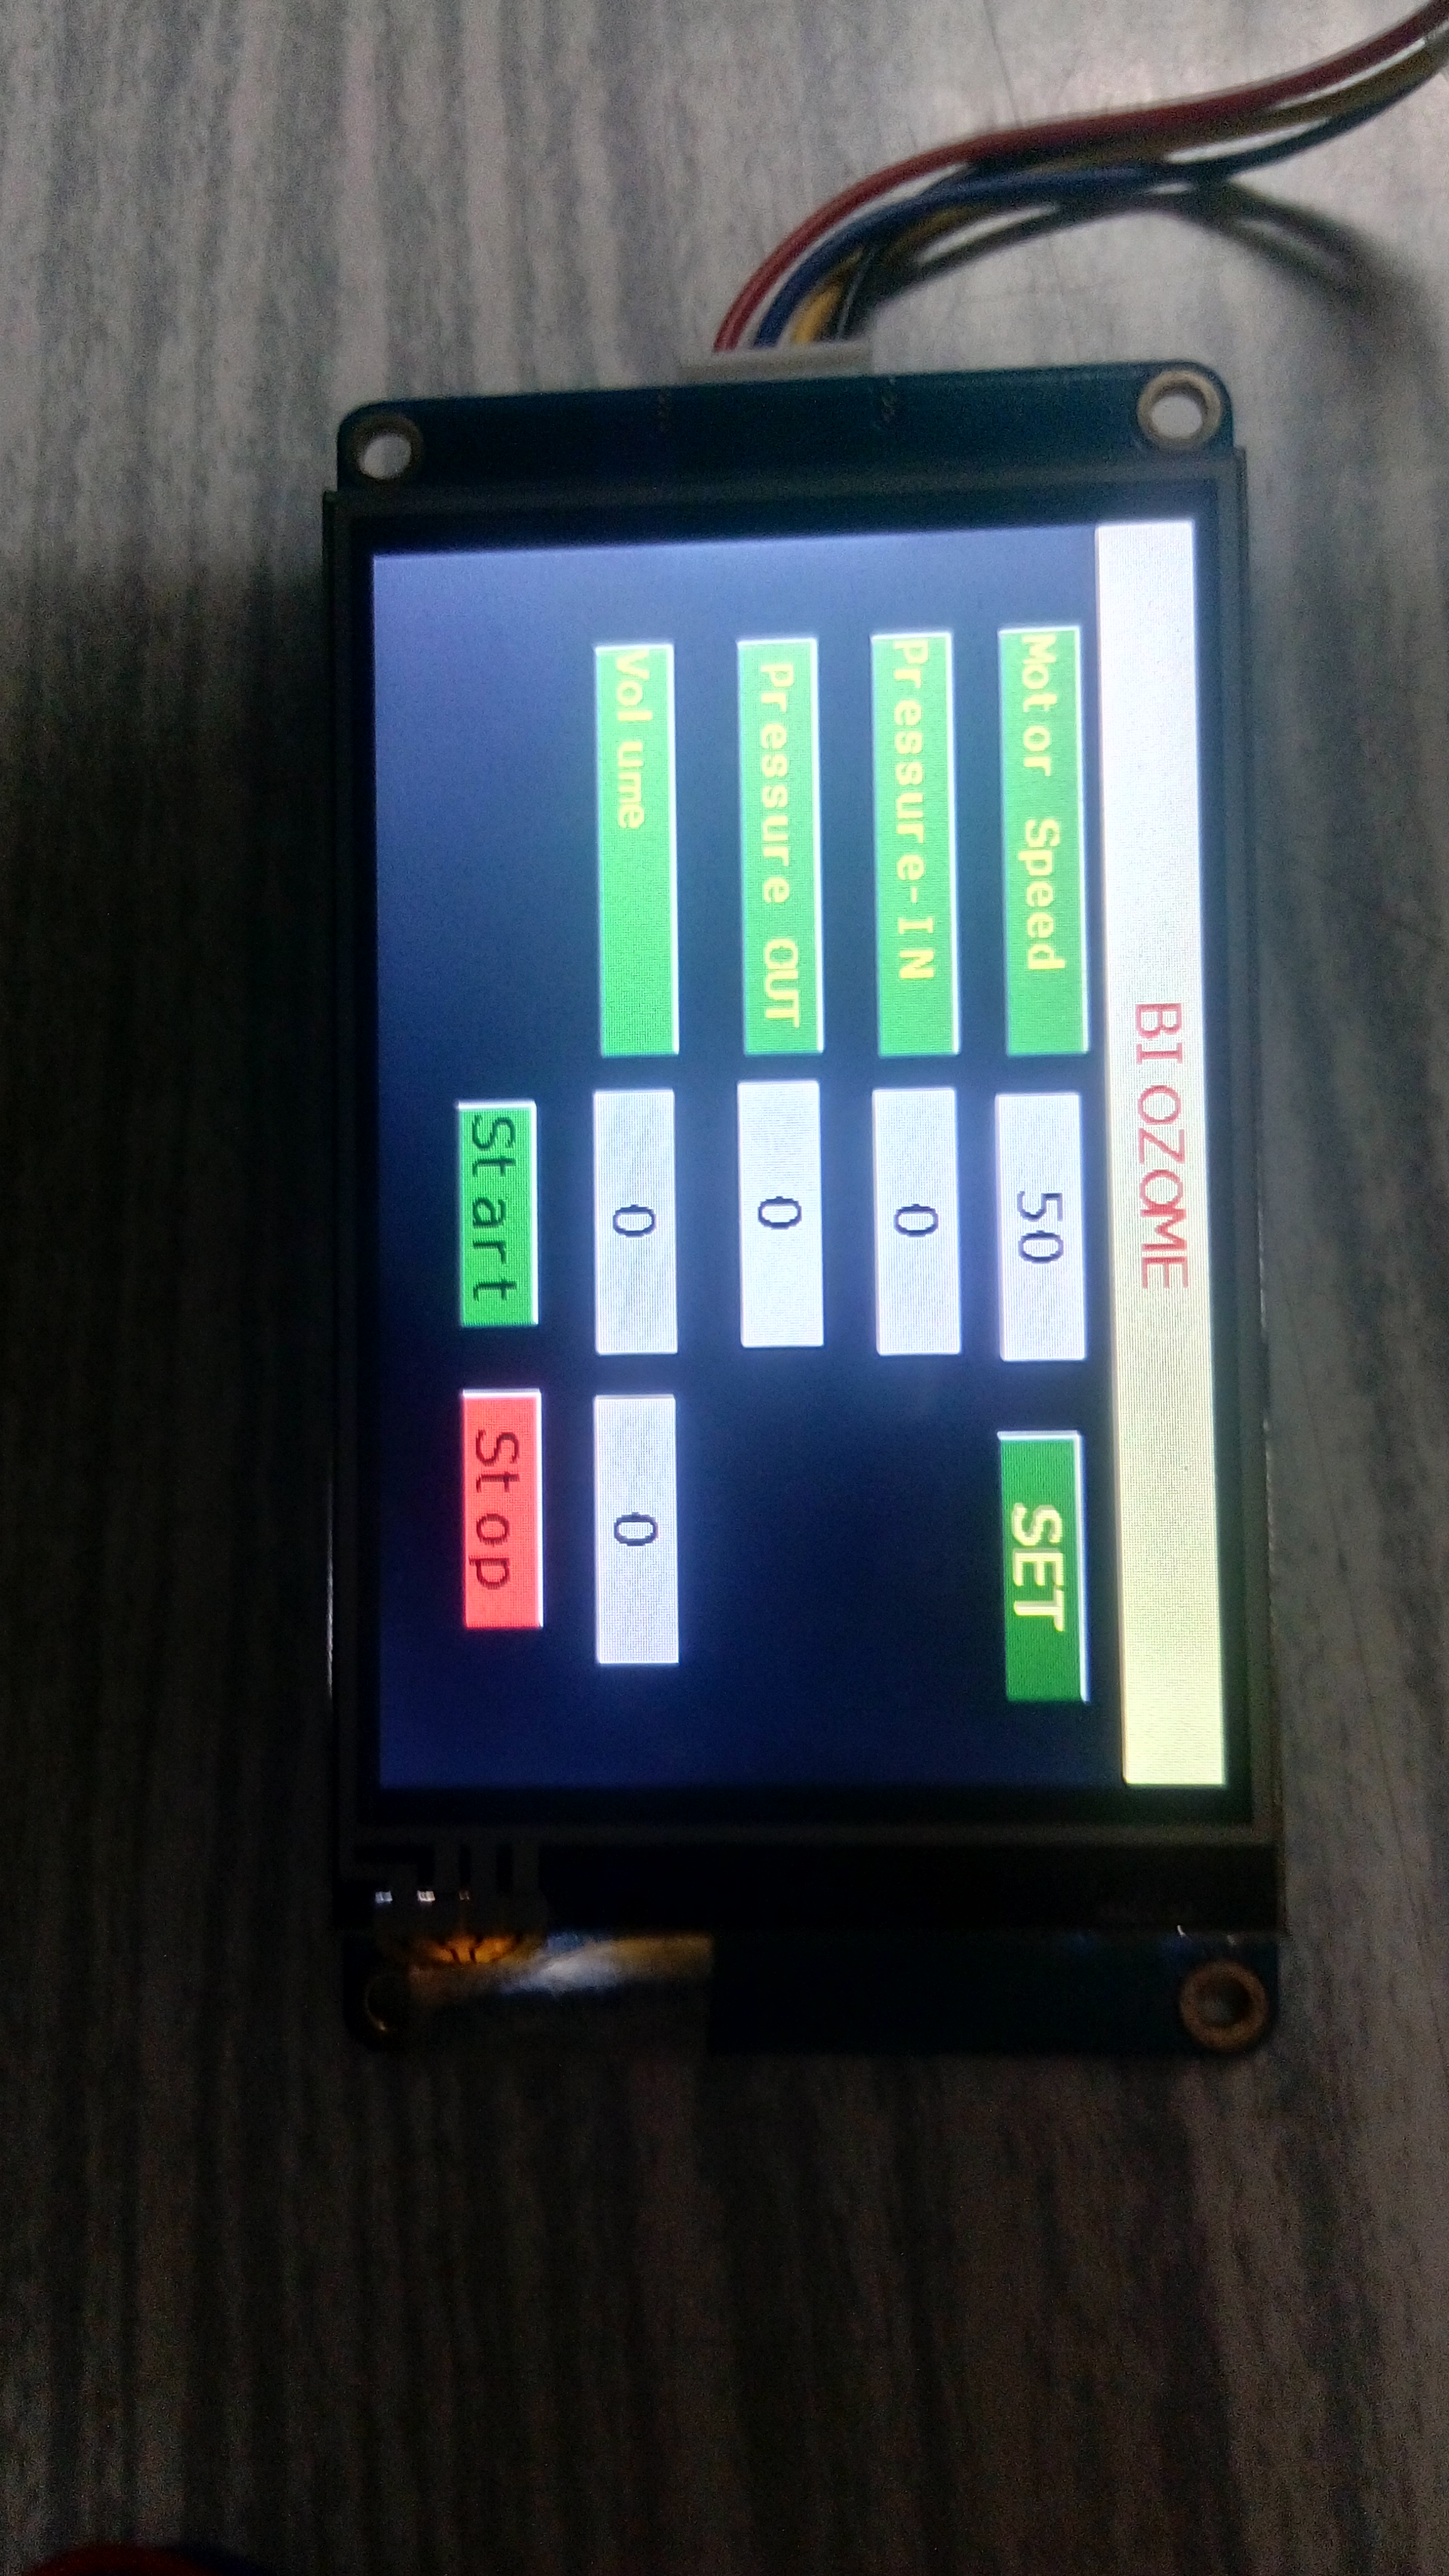 BIOZOME
Motor Speed 50 SET
Pressure-IN 0
Pressure OUT 0
Volume 0 0
Start Stop